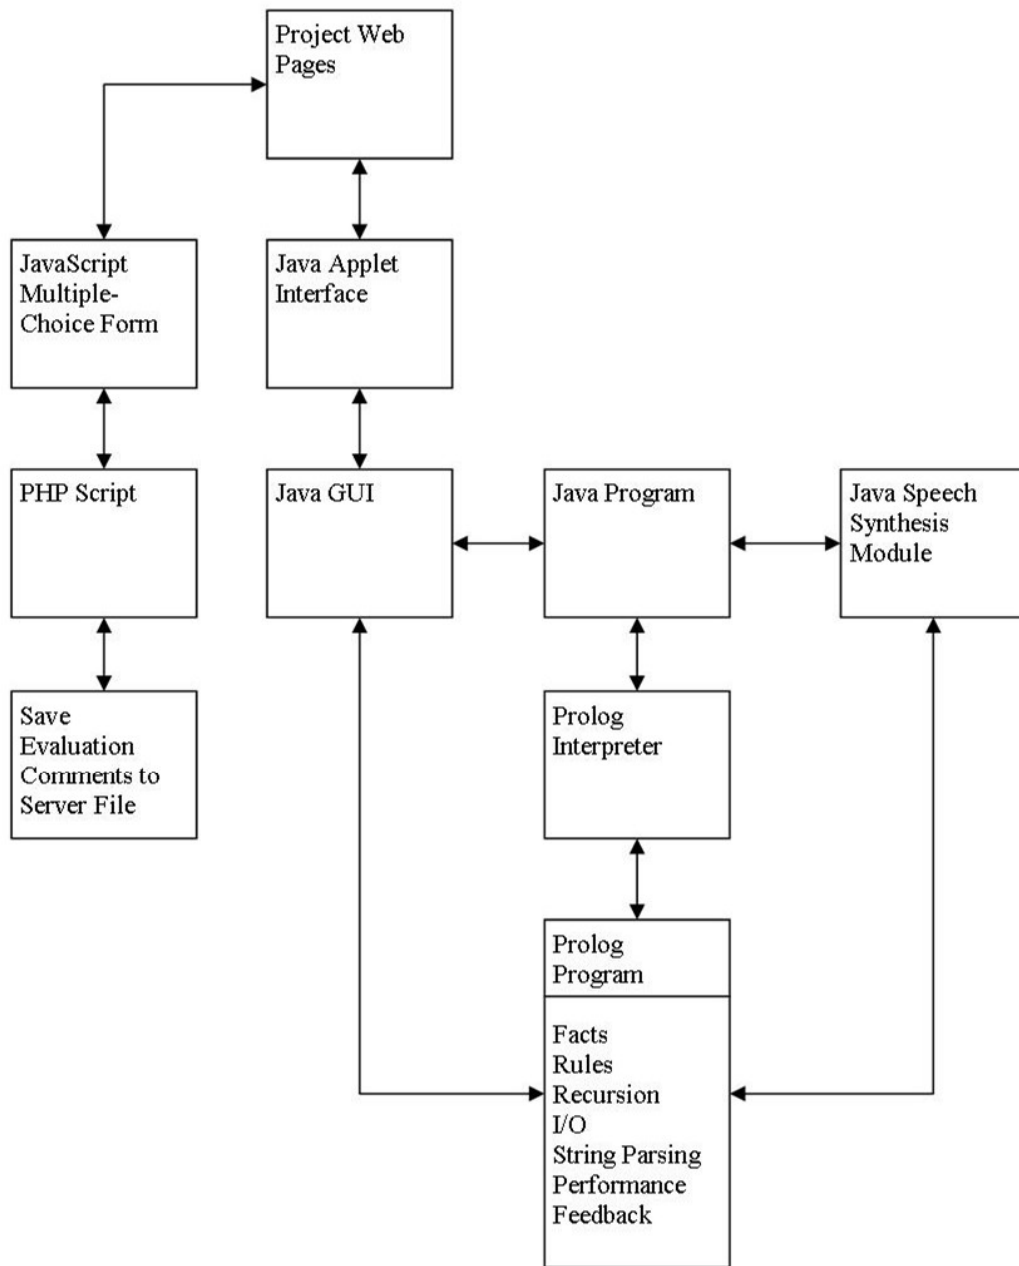 Project Web
Pages
JavaScript
Multiple-
Choice Form
Java Applet
Interface
PHP Script
Java GUI
Java Program
Java Speech
Synthesis
Module
Save
Evaluation
Comments to
Server File
Prolog
Interpreter
Prolog
Program
Facts
Rules
Recursion
I/O
String Parsing
Performance
Feedback